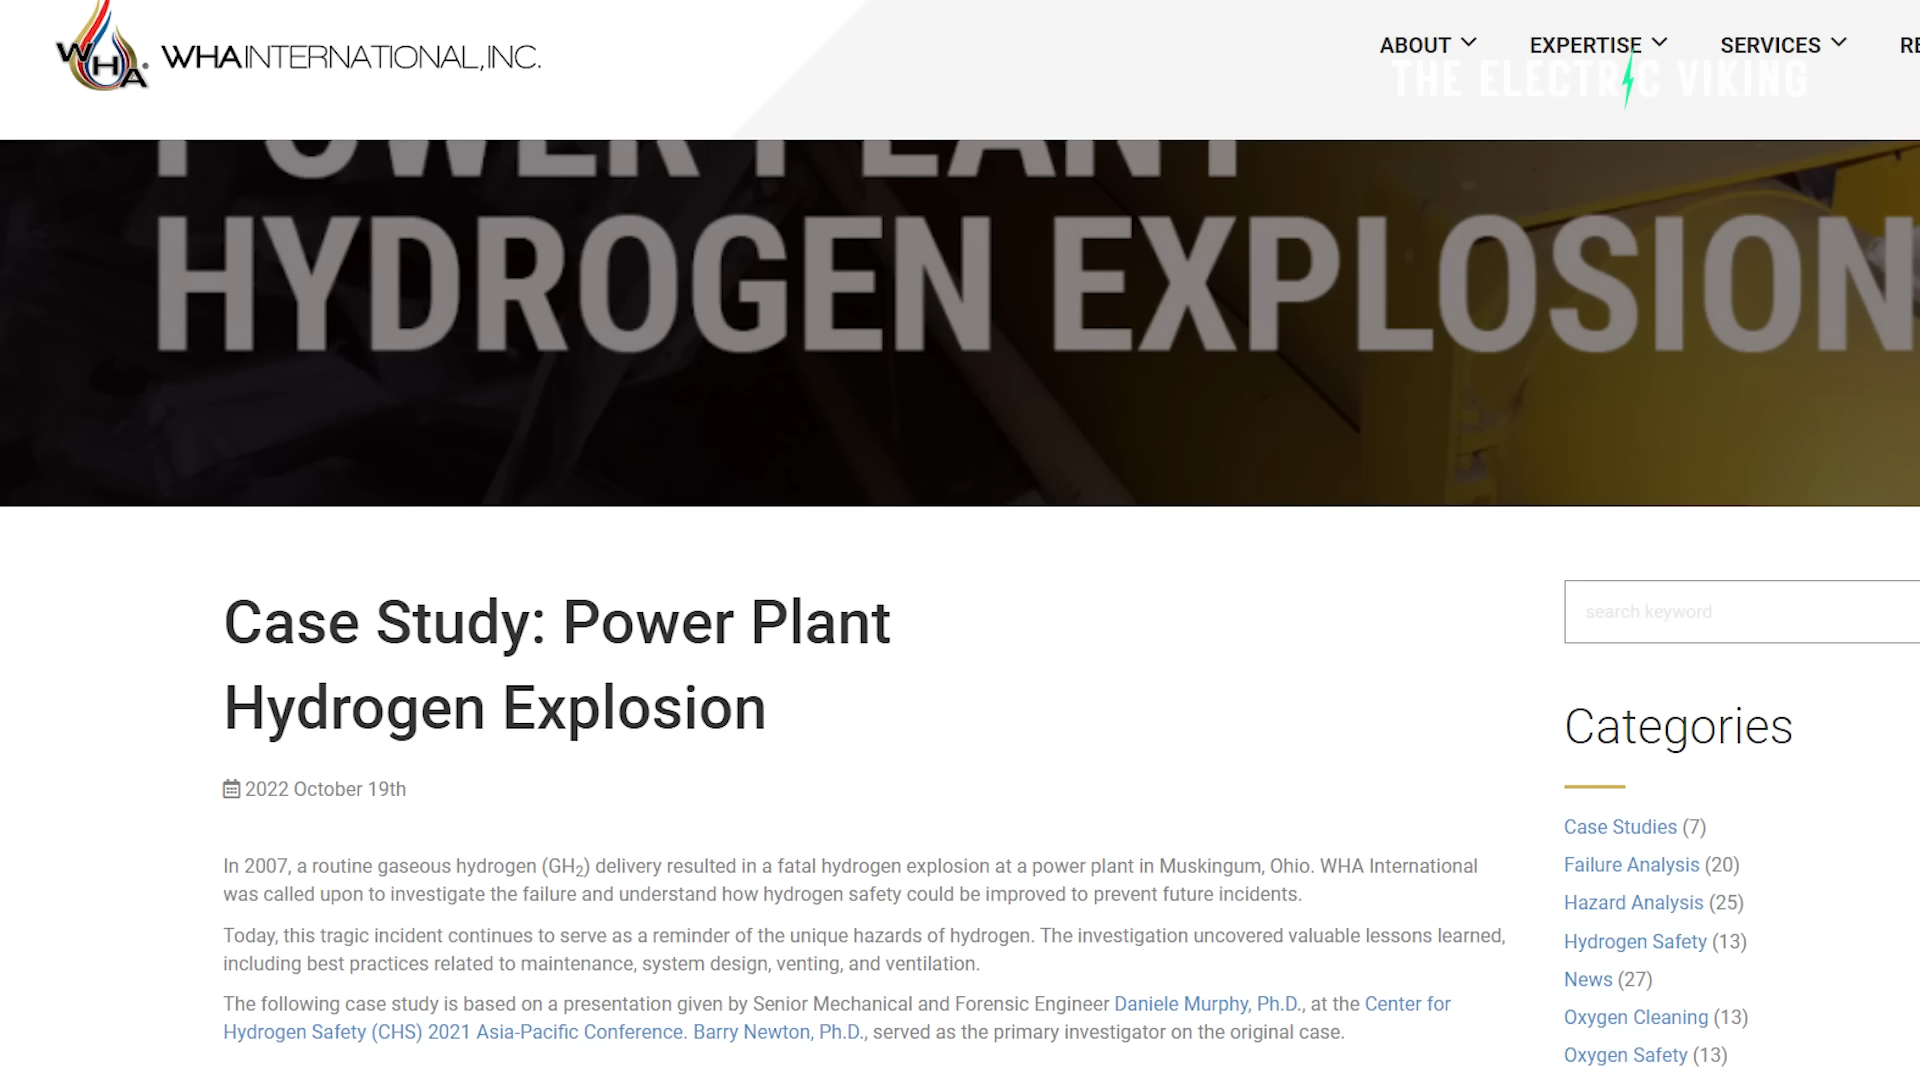 WHA
WHAINTERNATIONAL,INC.
ABOUT
EXPERTISE
SERVICES
RE
THE ELECTRIC VIKING
POWER PLANT
HYDROGEN EXPLOSION
Case Study: Power Plant
Hydrogen Explosion
2022 October 19th
In 2007, a routine gaseous hydrogen (GH₂) delivery resulted in a fatal hydrogen explosion at a power plant in Muskingum, Ohio. WHA International
was called upon to investigate the failure and understand how hydrogen safety could be improved to prevent future incidents.
Today, this tragic incident continues to serve as a reminder of the unique hazards of hydrogen. The investigation uncovered valuable lessons learned,
including best practices related to maintenance, system design, venting, and ventilation.
The following case study is based on a presentation given by Senior Mechanical and Forensic Engineer Daniele Murphy, Ph.D., at the Center for
Hydrogen Safety (CHS) 2021 Asia-Pacific Conference. Barry Newton, Ph.D., served as the primary investigator on the original case.
search keyword
Categories
Case Studies (7)
Failure Analysis (20)
Hazard Analysis (25)
Hydrogen Safety (13)
News (27)
Oxygen Cleaning (13)
Oxygen Safety (13)